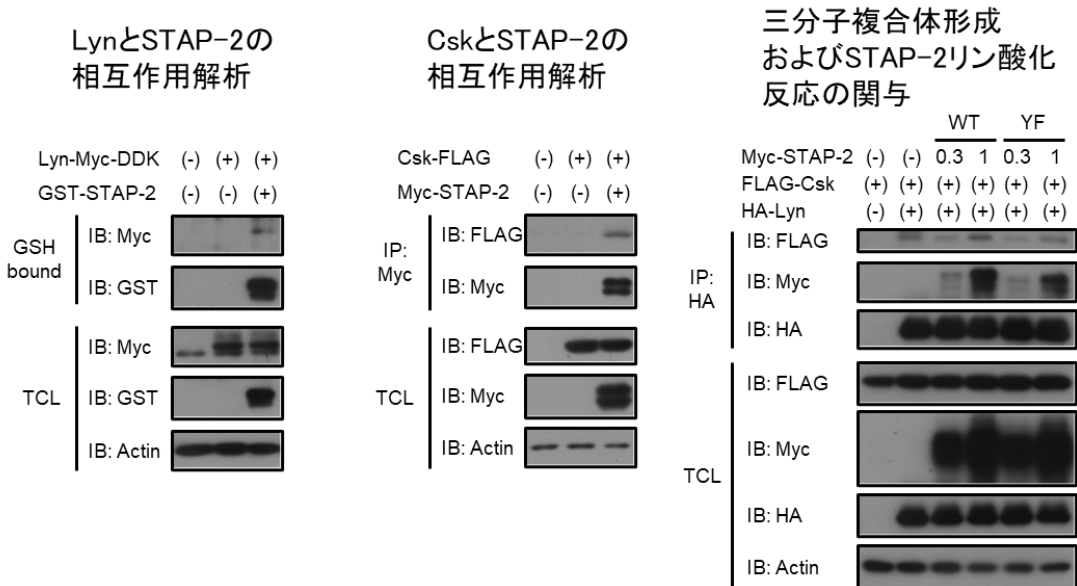 LynとSTAP-2の
相互作用解析
Lyn-Myc-DDK (-) (+) (+)
GST-STAP-2 (-) (-) (+)
GSH
bound
IB: Myc
IB: GST
TCL
IB: Myc
IB: GST
IB: Actin
CskとSTAP-2の
相互作用解析
Csk-FLAG (-) (+) (+)
Myc-STAP-2 (-) (-) (+)
IP:
Myc
IB: FLAG
IB: Myc
TCL
IB: FLAG
IB: Myc
IB: Actin
三分子複合体形成
およびSTAP-2リン酸化
反応の関与
WT YF
Myc-STAP-2 (-) (-) 0.3 1 0.3 1
FLAG-Csk (+) (+) (+) (+) (+) (+)
HA-Lyn (-) (+) (+) (+) (+) (+)
IP:
HA
IB: FLAG
IB: Myc
IB: HA
TCL
IB: FLAG
IB: Myc
IB: HA
IB: Actin